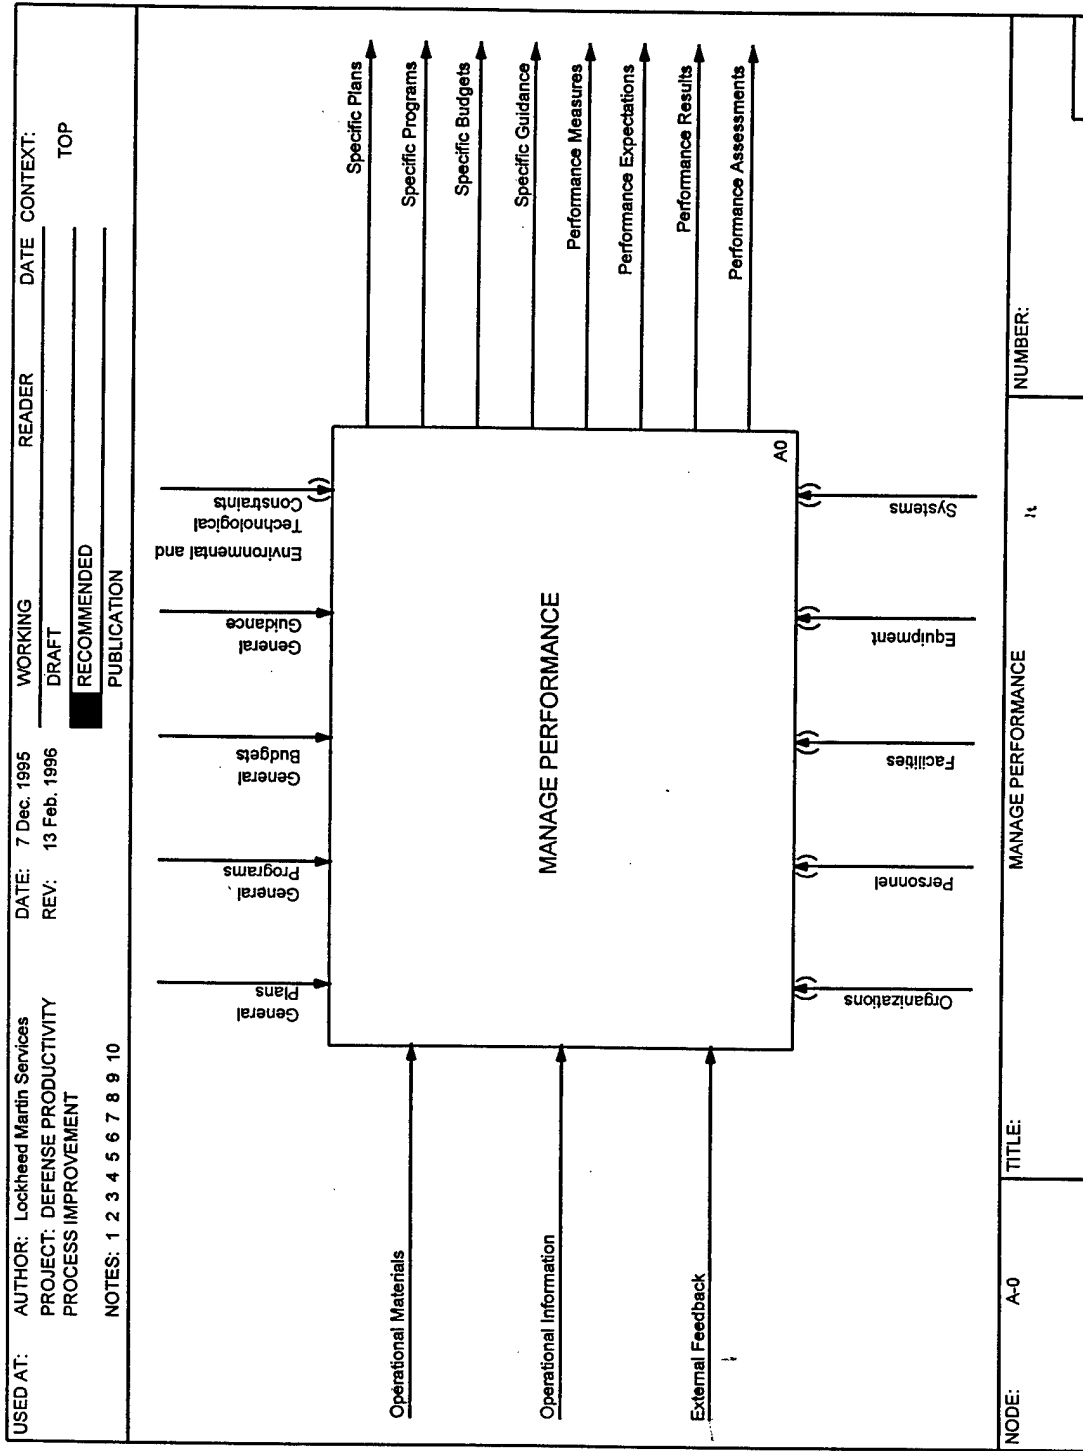 USED AT:
AUTHOR: Lockheed Martin Services
PROJECT: DEFENSE PRODUCTIVITY
PROCESS IMPROVEMENT
NOTES: 1 2 3 4 5 6 7 8 9 10
DATE: 7 Dec. 1995
REV: 13 Feb. 1996
WORKING
DRAFT
RECOMMENDED
PUBLICATION
READER
DATE
CONTEXT:
TOP
General
Plans
General
Programs
General
Budgets
General
Guidance
Environmental and
Technological
Constraints
Operational Materials
Operational Information
External Feedback
MANAGE PERFORMANCE
A0
Specific Plans
Specific Programs
Specific Budgets
Specific Guidance
Performance Measures
Performance Expectations
Performance Results
Performance Assessments
Organizations
Personnel
Facilities
Equipment
Systems
NODE:
A-0
TITLE:
MANAGE PERFORMANCE
NUMBER: